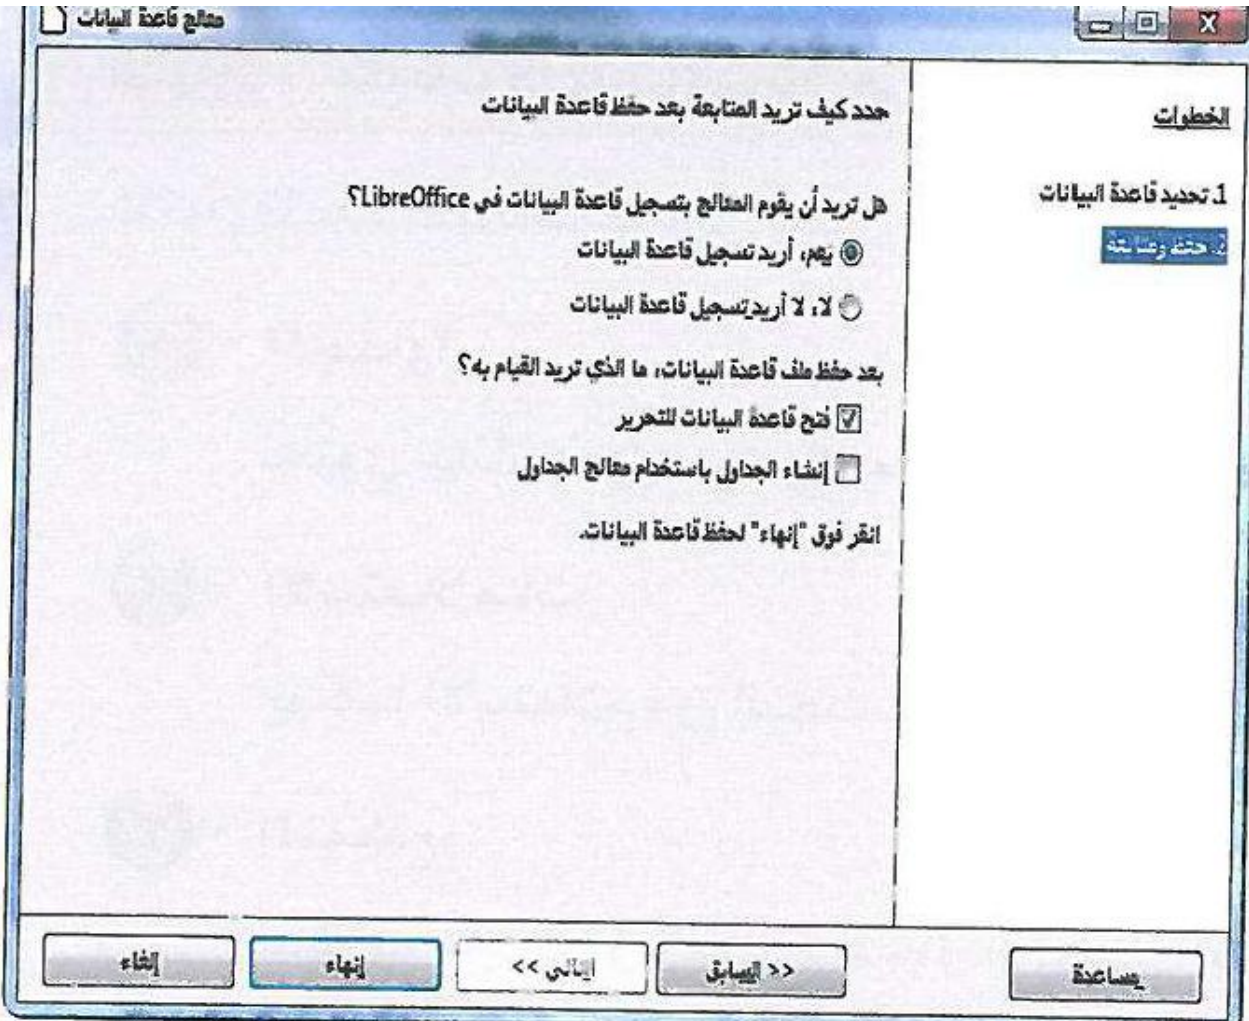 معالج قاعدة البيانات
الخطوات
1. تحديد قاعدة البيانات
2. حفظ ومتابعة
حدد كيف تريد المتابعة بعد حفظ قاعدة البيانات
هل تريد أن يقوم المعالج بتسجيل قاعدة البيانات في LibreOffice؟
نعم، أريد تسجيل قاعدة البيانات
لا، لا أريد تسجيل قاعدة البيانات
بعد حفظ ملف قاعدة البيانات، ما الذي تريد القيام به؟
فتح قاعدة البيانات للتحرير
إنشاء الجداول باستخدام معالج الجداول
انقر فوق "إنهاء" لحفظ قاعدة البيانات.
مساعدة
<< السابق
التالي >>
إنهاء
إلغاء